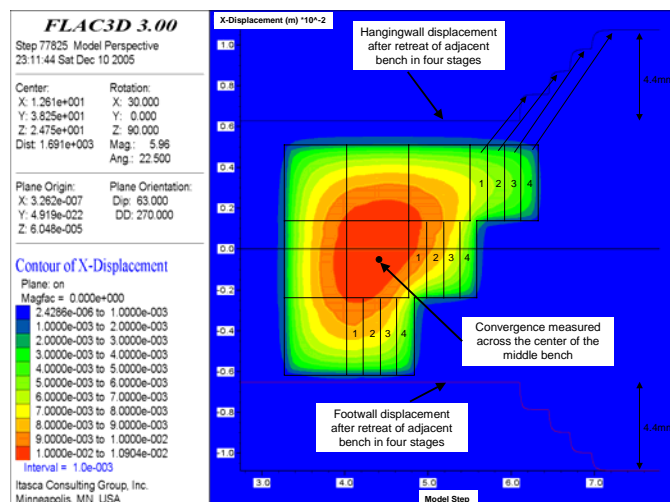 FLAC3D 3.00
Step 77825 Model Perspective
23:11:44 Sat Dec 10 2005
Center:
X: 1.261e+001
Y: 3.825e+001
Z: 2.475e+001
Dist: 1.691e+003
Rotation:
X: 30.000
Y: 0.000
Z: 90.000
Mag.: 5.96
Ang.: 22.500
Plane Origin:
X: 3.262e-007
Y: 4.919e-022
Z: 6.048e-005
Plane Orientation:
Dip: 63.000
DD: 270.000
Contour of X-Displacement
Plane: on
Magfac = 0.000e+000
2.4286e-006 to 1.0000e-003
1.0000e-003 to 2.0000e-003
2.0000e-003 to 3.0000e-003
3.0000e-003 to 4.0000e-003
4.0000e-003 to 5.0000e-003
5.0000e-003 to 6.0000e-003
6.0000e-003 to 7.0000e-003
7.0000e-003 to 8.0000e-003
8.0000e-003 to 9.0000e-003
9.0000e-003 to 1.0000e-002
1.0000e-002 to 1.0904e-002
Interval = 1.0e-003
Itasca Consulting Group, Inc.
Minneapolis, MN USA
X-Displacement (m) *10^-2
1.0
0.8
0.6
0.4
0.2
0.0
-0.2
-0.4
-0.6
-0.8
-1.0
Hangingwall displacement
after retreat of adjacent
bench in four stages
4.4mm
1 2 3 4
1 2 3 4
1 2 3 4
Convergence measured
across the center of the
middle bench
Footwall displacement
after retreat of adjacent
bench in four stages
4.4mm
3.0 4.0 5.0 6.0 7.0
Model Step